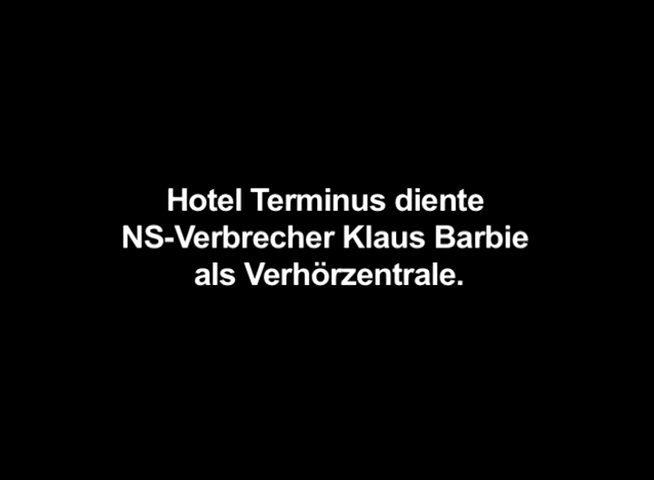 Hotel Terminus diente
NS-Verbrecher Klaus Barbie
als Verhörzentrale.